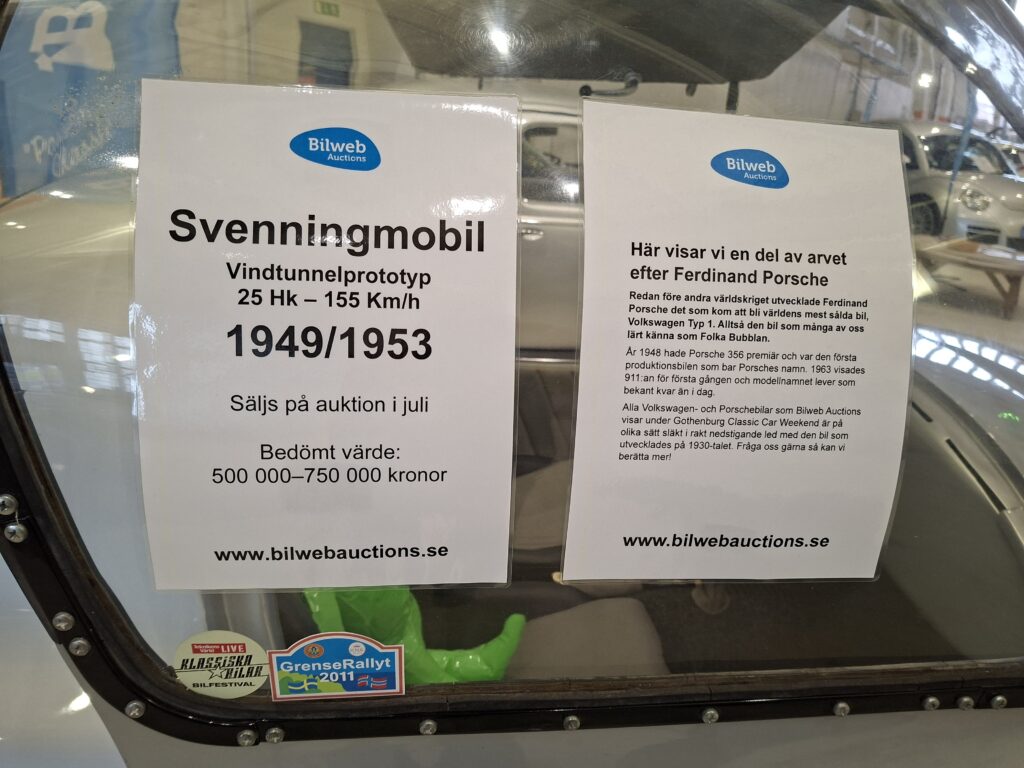 Bilweb
Auctions
Svenningmobil
Vindtunnelprototyp
25 Hk – 155 Km/h
1949/1953
Säljs på auktion i juli
Bedömt värde:
500 000–750 000 kronor
www.bilwebauctions.se
Bilweb
Auctions
Här visar vi en del av arvet
efter Ferdinand Porsche
Redan före andra världskriget utvecklade Ferdinand
Porsche det som kom att bli världens mest sålda bil,
Volkswagen Typ 1. Alltså den bil som många av oss
lärt känna som Folka Bubblan.
År 1948 hade Porsche 356 premiär och var den första
produktionsbilen som bar Porsches namn. 1963 visades
911:an för första gången och modellnamnet lever som
bekant kvar än i dag.
Alla Volkswagen- och Porschebilar som Bilweb Auctions
visar under Gothenburg Classic Car Weekend är på
olika sätt släkt i rakt nedstigande led med den bil som
utvecklades på 1930-talet. Fråga oss gärna så kan vi
berätta mer!
www.bilwebauctions.se
Teknikens
Värld LIVE
KLASSISKA
BILAR
BILFESTIVAL
GrenseRallyt
2011